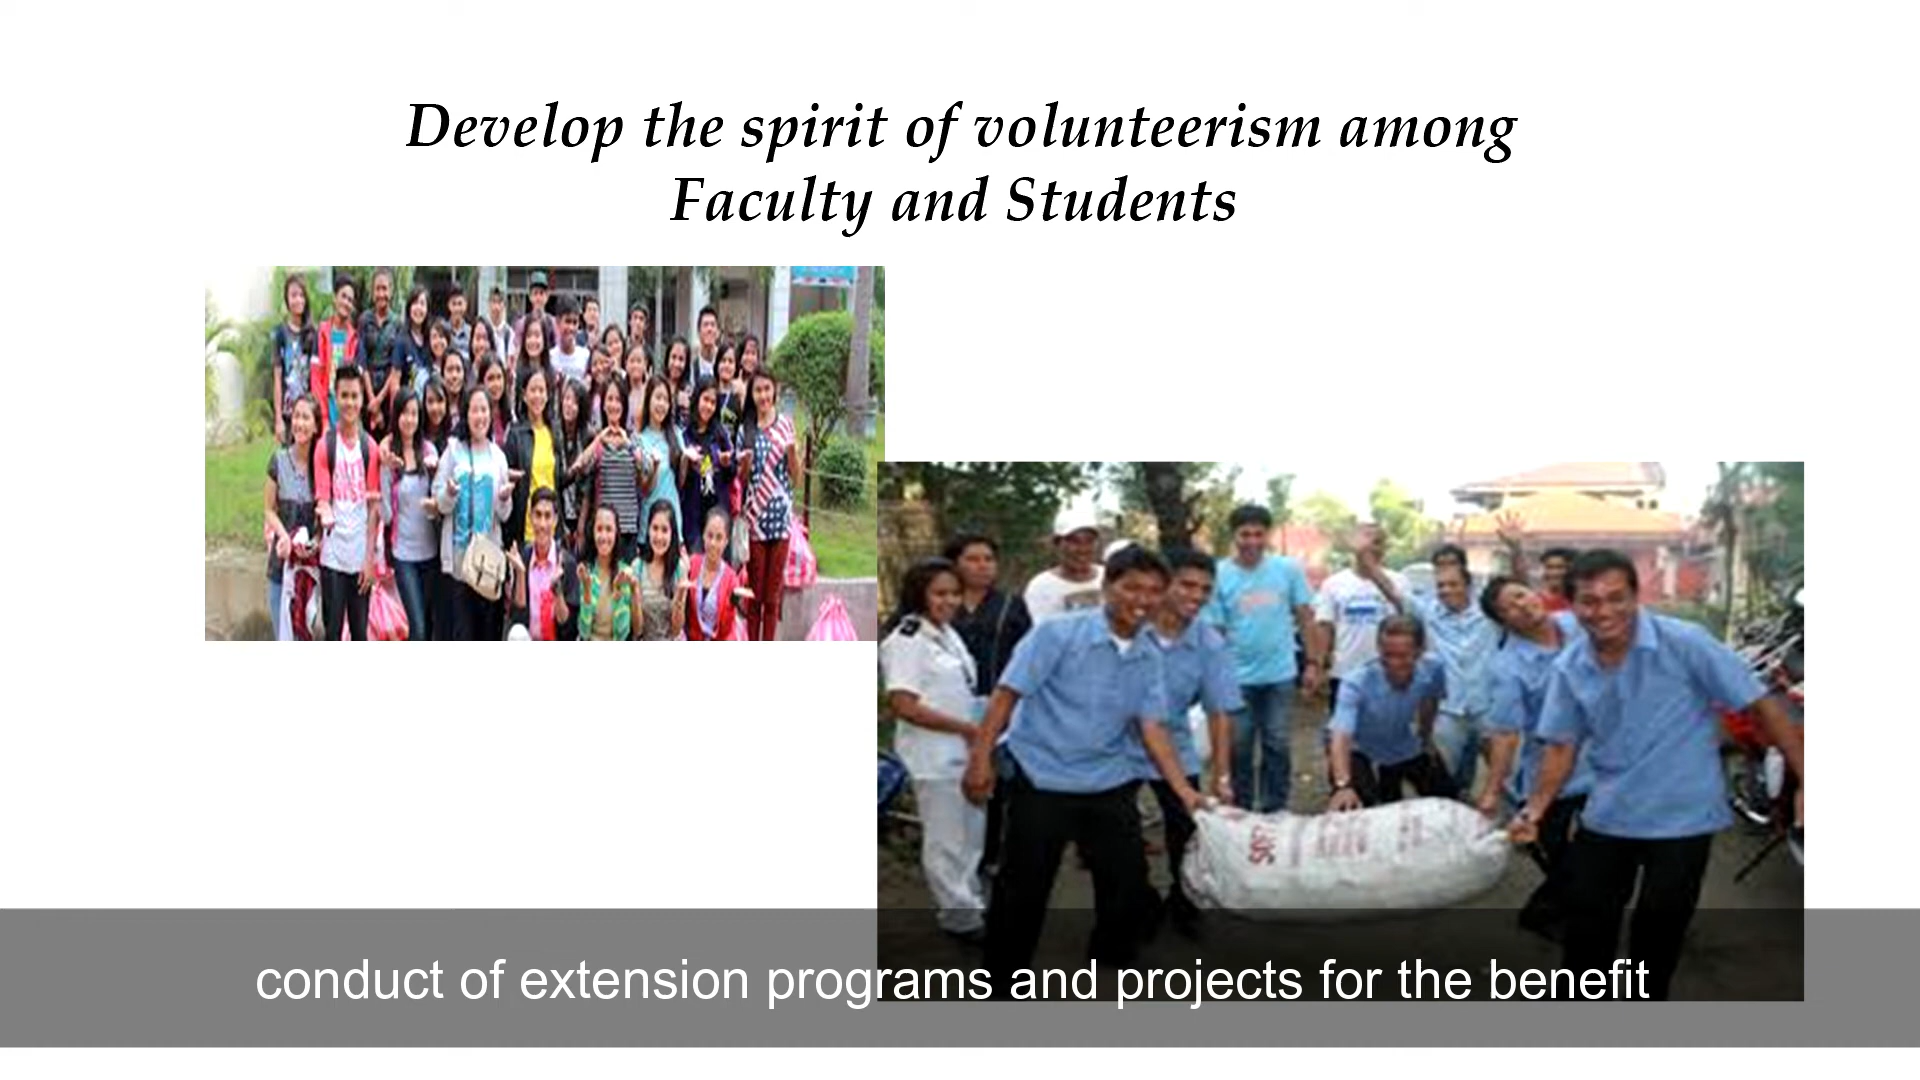 Develop the spirit of volunteerism among
Faculty and Students
conduct of extension programs and projects for the benefit